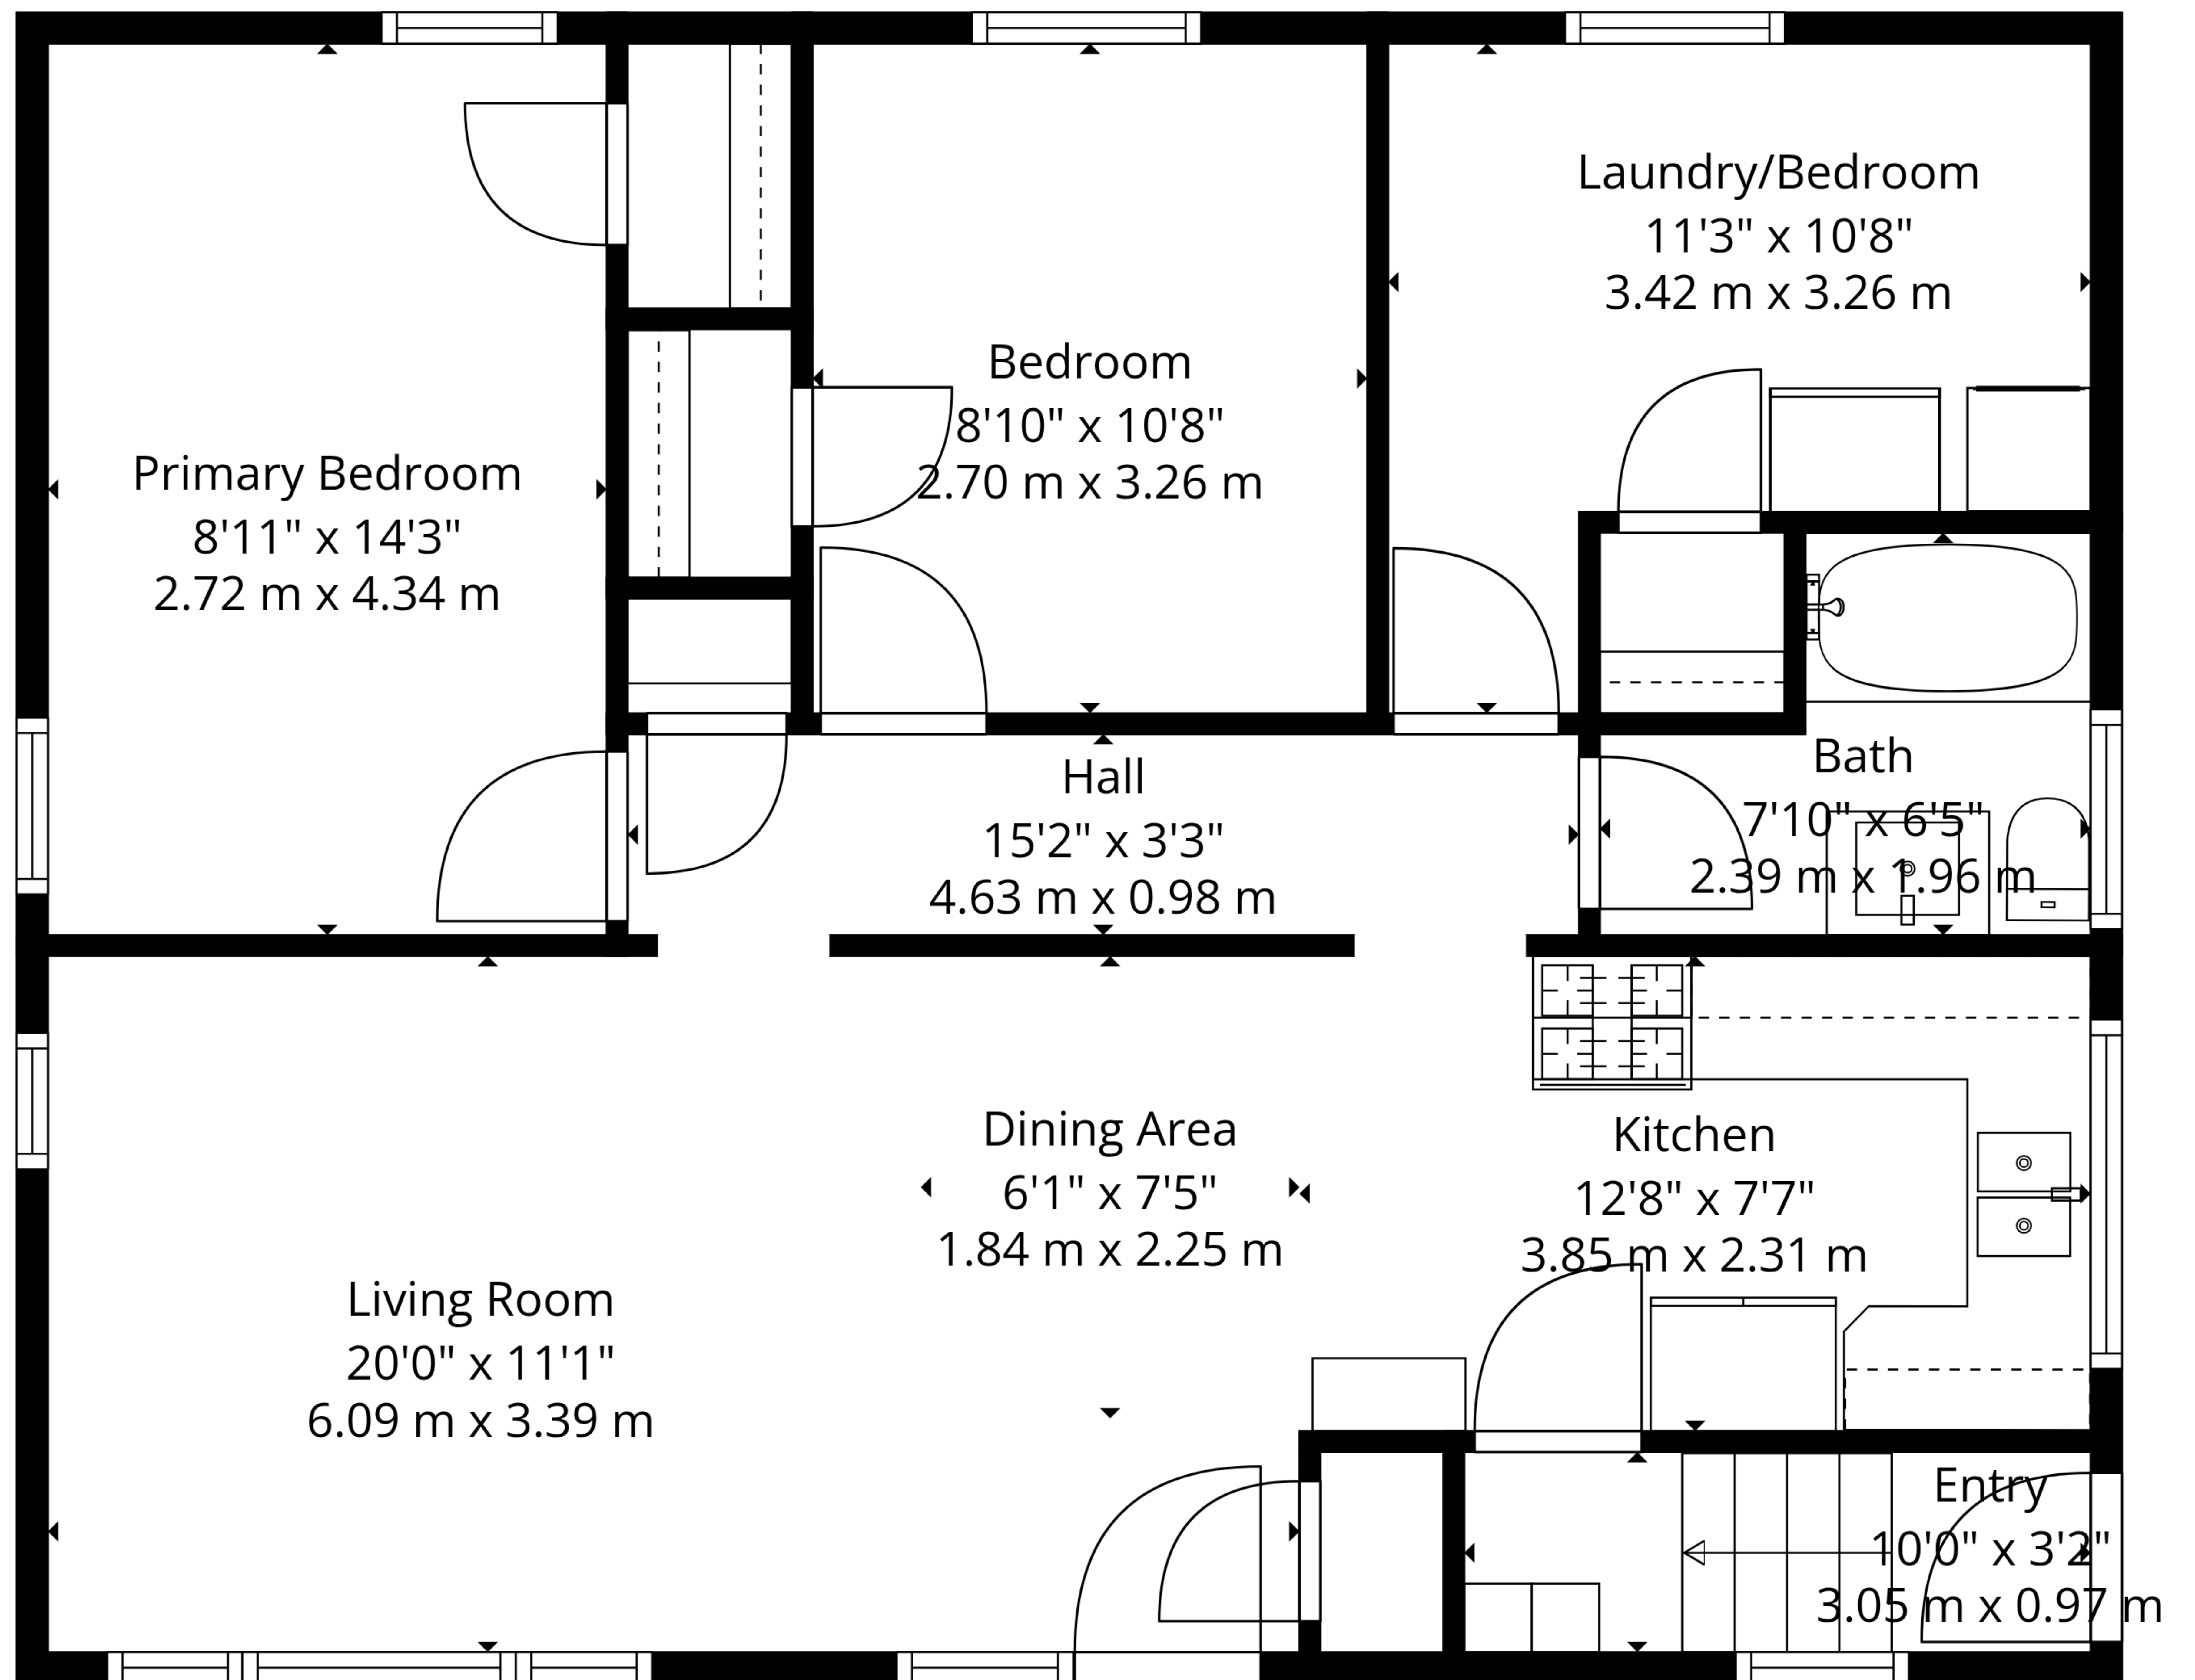 Laundry/Bedroom
11'3" x 10'8"
3.42 m x 3.26 m
Bedroom
8'10" x 10'8"
2.70 m x 3.26 m
Primary Bedroom
8'11" x 14'3"
2.72 m x 4.34 m
Hall
15'2" x 3'3"
4.63 m x 0.98 m
Bath
7'10" x 6'5"
2.39 m x 1.96 m
Dining Area
6'1" x 7'5"
1.84 m x 2.25 m
Kitchen
12'8" x 7'7"
3.85 m x 2.31 m
Living Room
20'0" x 11'1"
6.09 m x 3.39 m
Entry
10'0" x 3'2"
3.05 m x 0.97 m